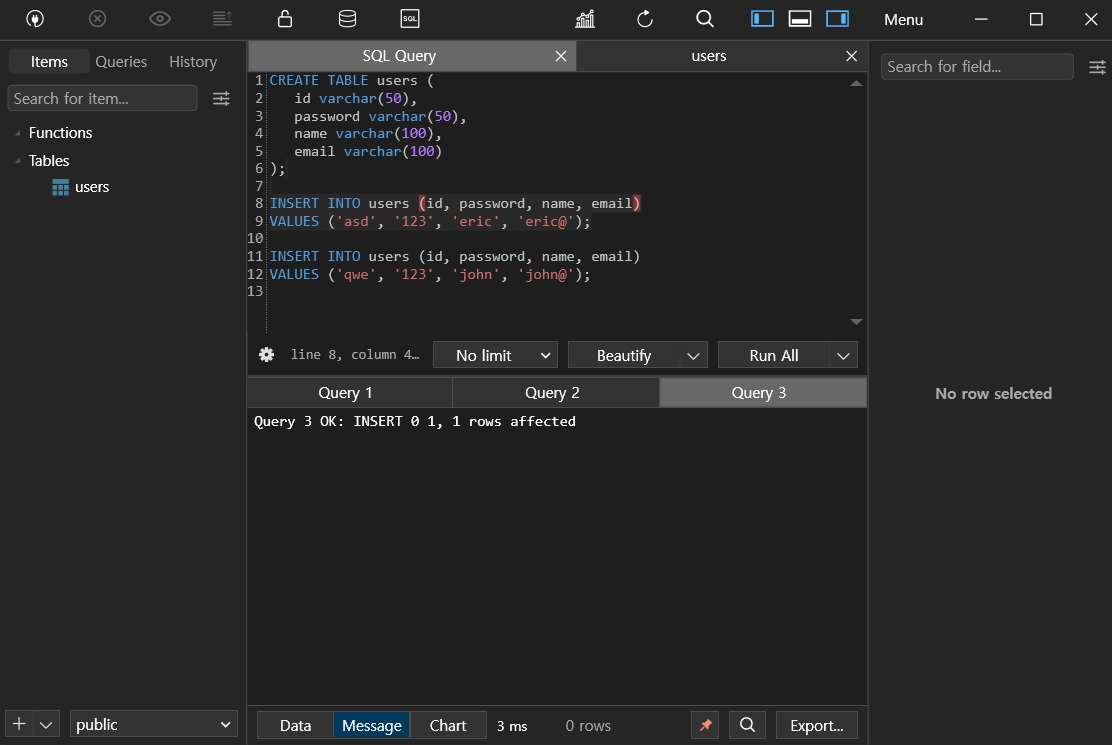 SQL
Menu
Items Queries History
Search for item...
Functions
Tables
users
SQL Query
users
1 CREATE TABLE users (
2 id varchar(50),
3 password varchar(50),
4 name varchar(100),
5 email varchar(100)
6 );
7
8 INSERT INTO users (id, password, name, email)
9 VALUES ('asd', '123', 'eric', 'eric@');
10
11 INSERT INTO users (id, password, name, email)
12 VALUES ('qwe', '123', 'john', 'john@');
13
line 8, column 4…
No limit
Beautify
Run All
Query 1
Query 2
Query 3
Query 3 OK: INSERT 0 1, 1 rows affected
Search for field...
No row selected
public
Data
Message
Chart
3 ms
0 rows
Export...